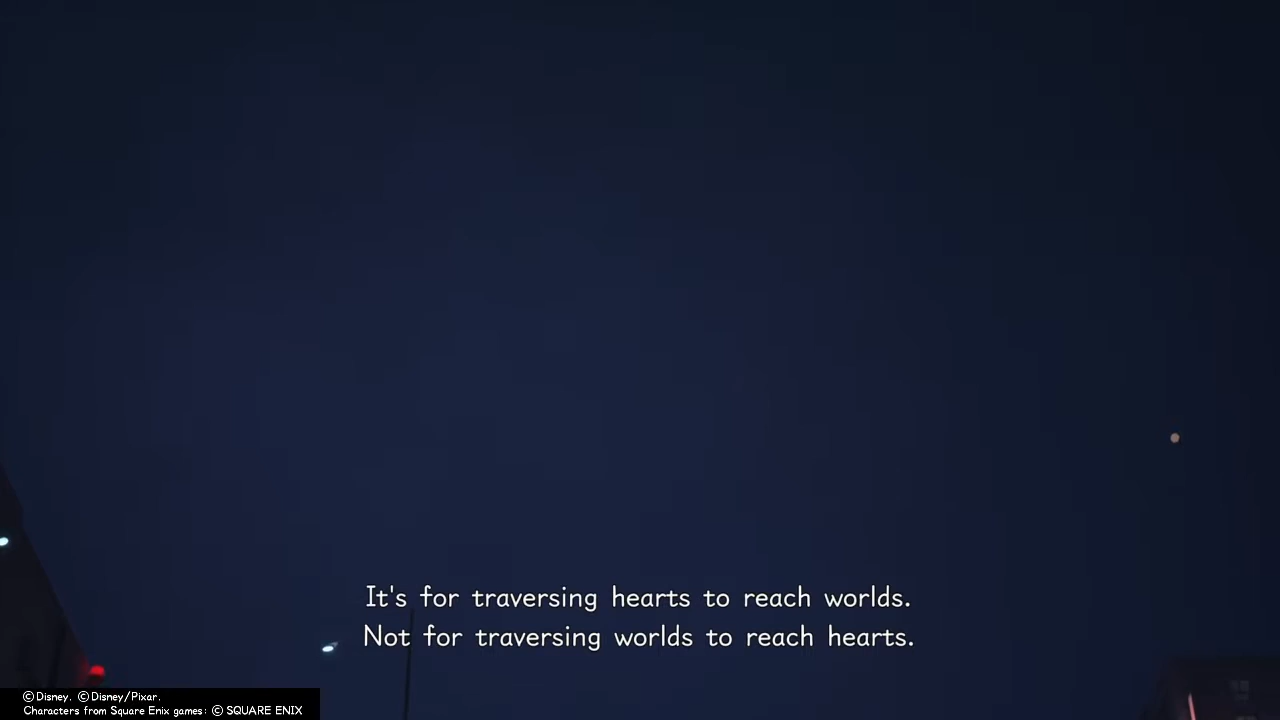 It's for traversing hearts to reach worlds.
Not for traversing worlds to reach hearts.
©Disney. ©Disney/Pixar.
Characters from Square Enix games: © SQUARE ENIX